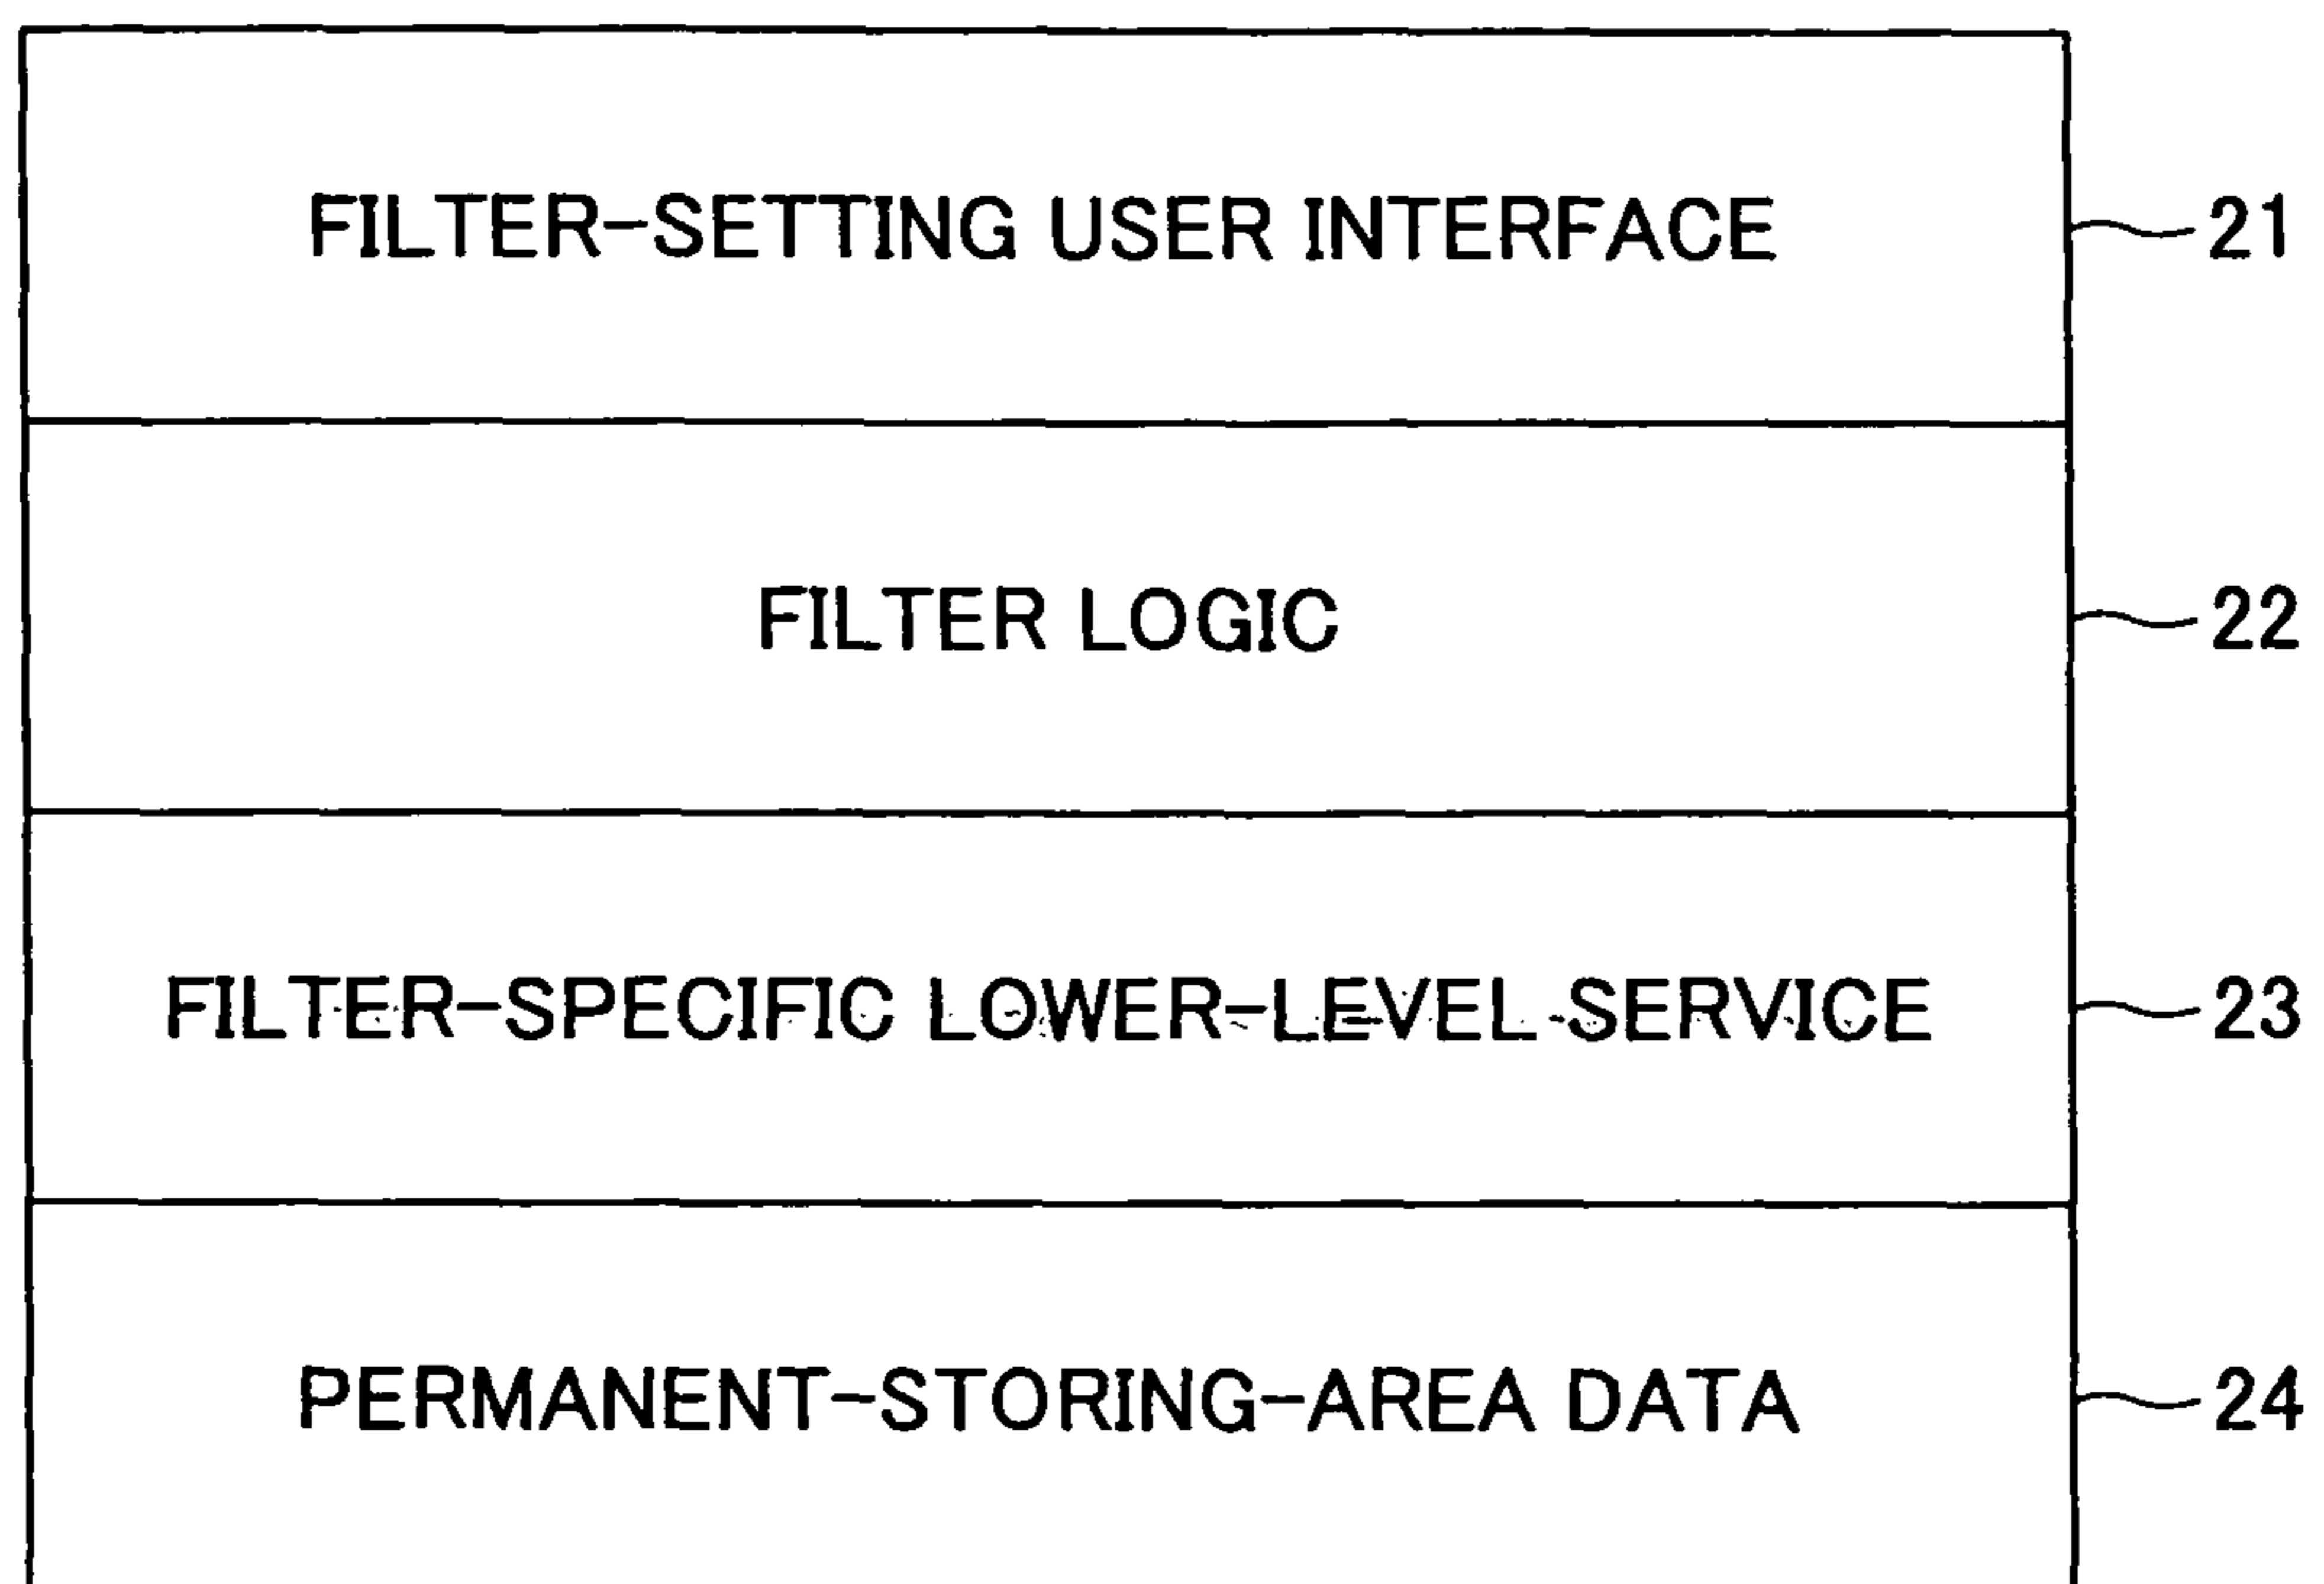 FILTER-SETTING USER INTERFACE 21
FILTER LOGIC 22
FILTER-SPECIFIC LOWER-LEVEL SERVICE 23
PERMANENT-STORING-AREA DATA 24